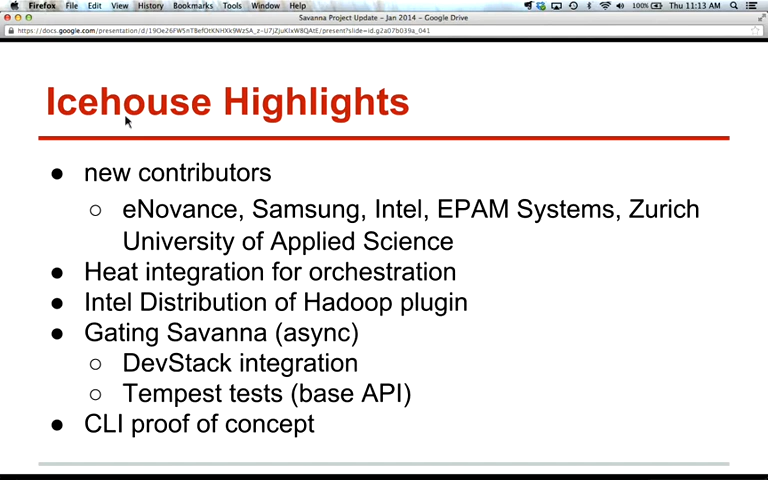 Firefox File Edit View History Bookmarks Tools Window Help 100% Thu 11:13 AM
Savanna Project Update - Jan 2014 - Google Drive
Icehouse Highlights
● new contributors
○ eNovance, Samsung, Intel, EPAM Systems, Zurich
University of Applied Science
● Heat integration for orchestration
● Intel Distribution of Hadoop plugin
● Gating Savanna (async)
○ DevStack integration
○ Tempest tests (base API)
● CLI proof of concept